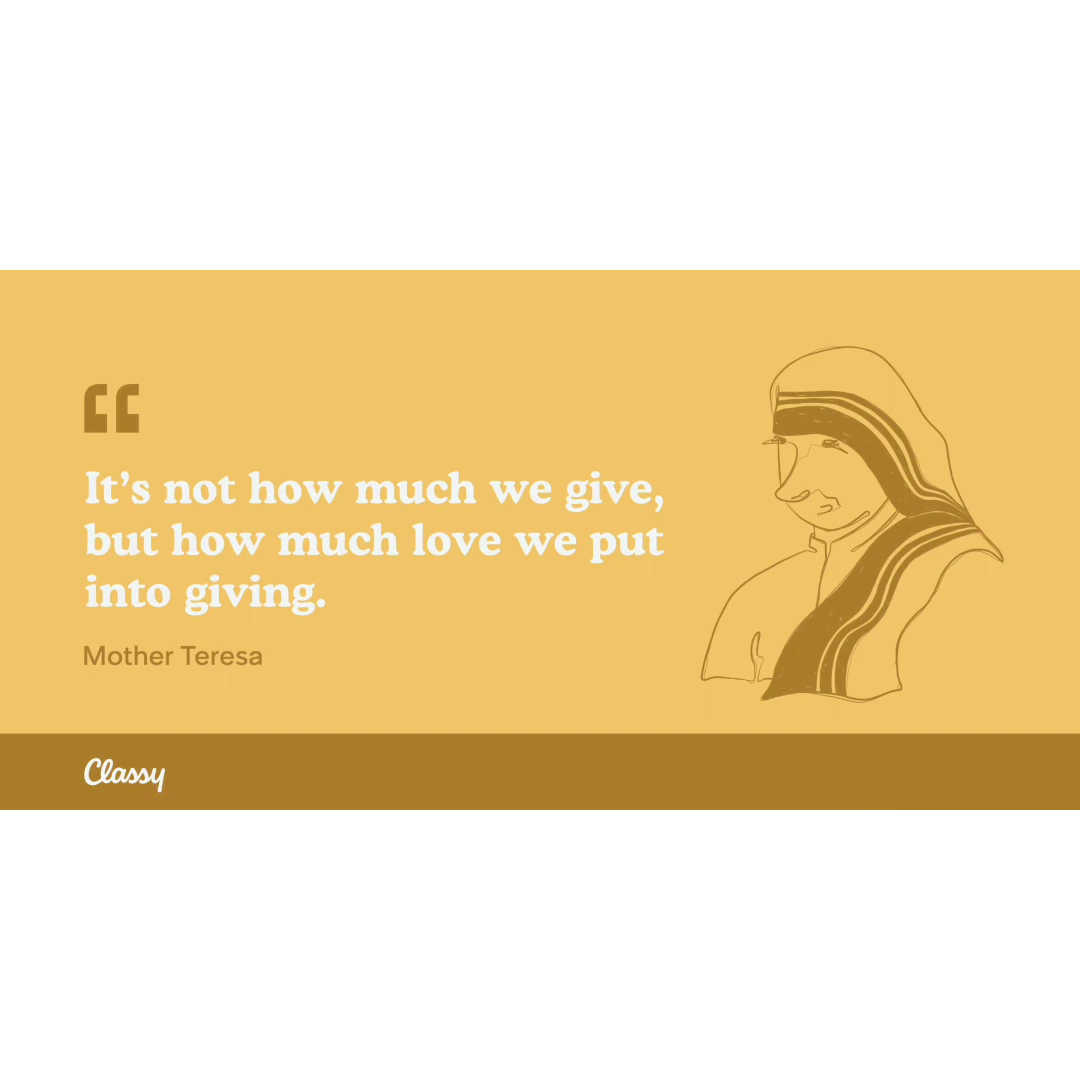 It’s not how much we give,
but how much love we put
into giving.
Mother Teresa
Classy